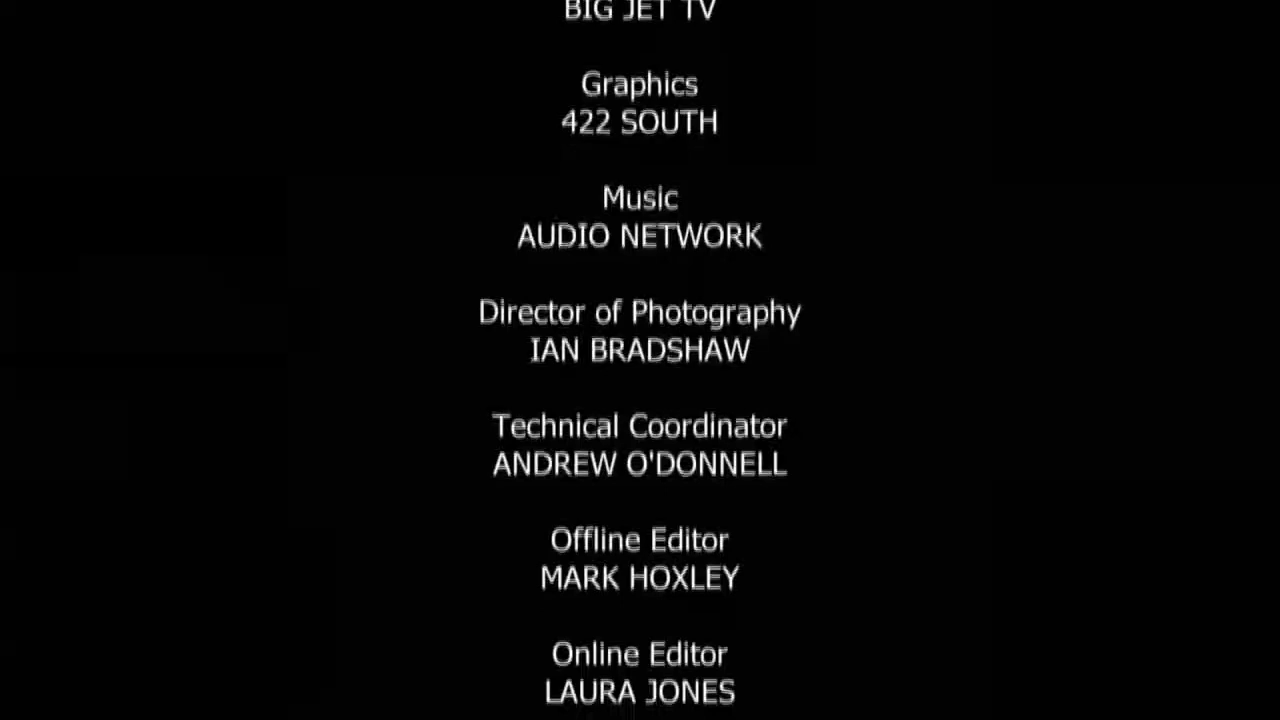 BIG JET TV
Graphics
422 SOUTH
Music
AUDIO NETWORK
Director of Photography
IAN BRADSHAW
Technical Coordinator
ANDREW O'DONNELL
Offline Editor
MARK HOXLEY
Online Editor
LAURA JONES